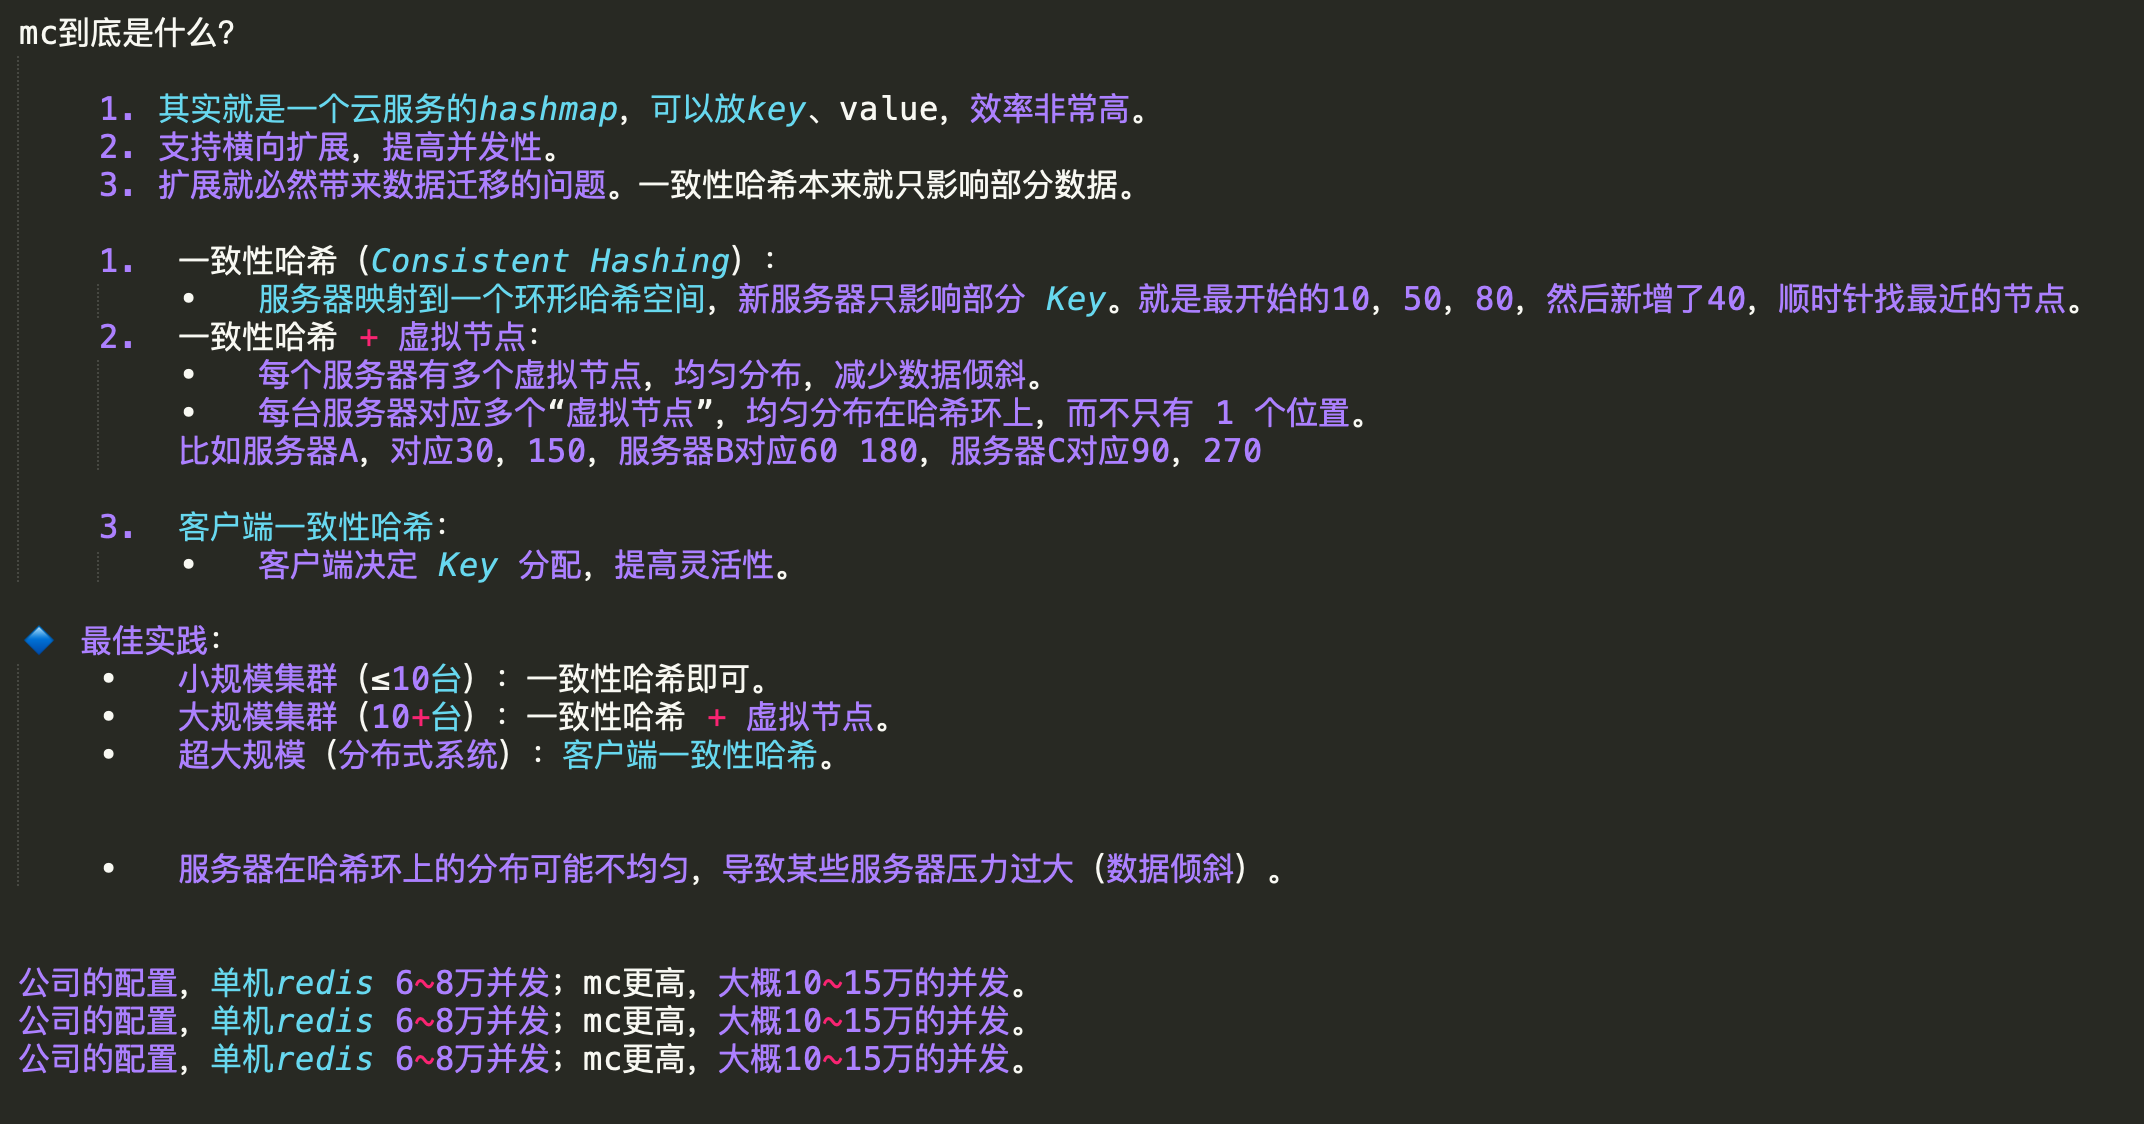 mc到底是什么?
1. 其实就是一个云服务的hashmap，可以放key、value，效率非常高。
2. 支持横向扩展，提高并发性。
3. 扩展就必然带来数据迁移的问题。一致性哈希本来就只影响部分数据。
1. 一致性哈希（Consistent Hashing）：
• 服务器映射到一个环形哈希空间，新服务器只影响部分 Key。就是最开始的10，50，80，然后新增了40，顺时针找最近的节点。
2. 一致性哈希 + 虚拟节点：
• 每个服务器有多个虚拟节点，均匀分布，减少数据倾斜。
• 每台服务器对应多个“虚拟节点”，均匀分布在哈希环上，而不只有 1 个位置。
比如服务器A，对应30，150，服务器B对应60 180，服务器C对应90，270
3. 客户端一致性哈希：
• 客户端决定 Key 分配，提高灵活性。
🔷 最佳实践：
• 小规模集群（≤10台）：一致性哈希即可。
• 大规模集群（10+台）：一致性哈希 + 虚拟节点。
• 超大规模（分布式系统）：客户端一致性哈希。
• 服务器在哈希环上的分布可能不均匀，导致某些服务器压力过大（数据倾斜）。
公司的配置，单机redis 6~8万并发；mc更高，大概10~15万的并发。
公司的配置，单机redis 6~8万并发；mc更高，大概10~15万的并发。
公司的配置，单机redis 6~8万并发；mc更高，大概10~15万的并发。